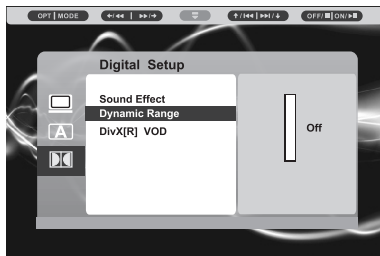 OPT | MODE
←/◀◀ | ▶▶/→
↑/I◀◀ | ▶▶I/↓
OFF/■ | ON/▶II
Digital Setup
Sound Effect
Dynamic Range
DivX[R] VOD
Off
A